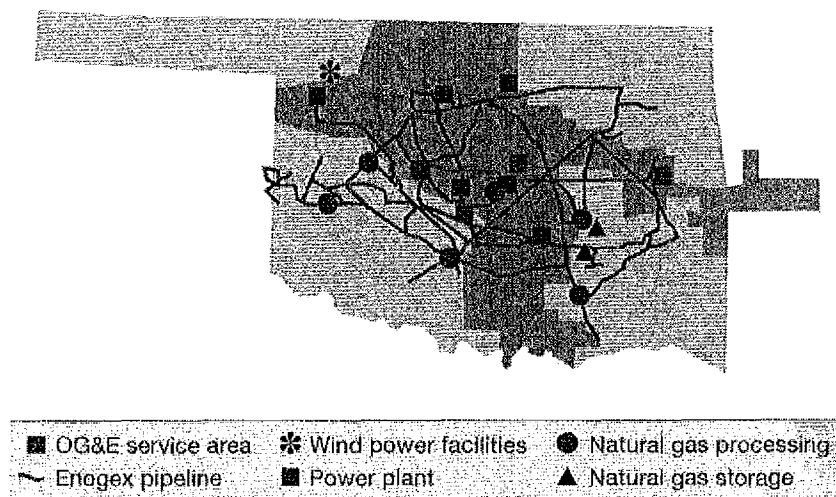 OG&E service area Wind power facilities Natural gas processing
Enogex pipeline Power plant Natural gas storage